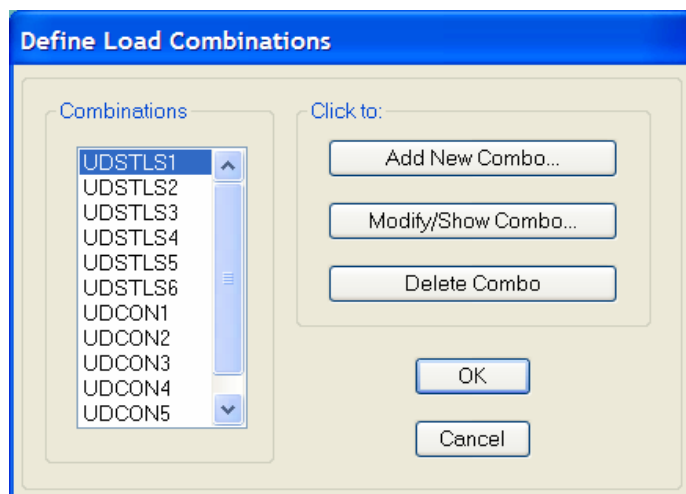 Define Load Combinations
Combinations
UDSTLS1
UDSTLS2
UDSTLS3
UDSTLS4
UDSTLS5
UDSTLS6
UDCON1
UDCON2
UDCON3
UDCON4
UDCON5
Click to:
Add New Combo...
Modify/Show Combo...
Delete Combo
OK
Cancel